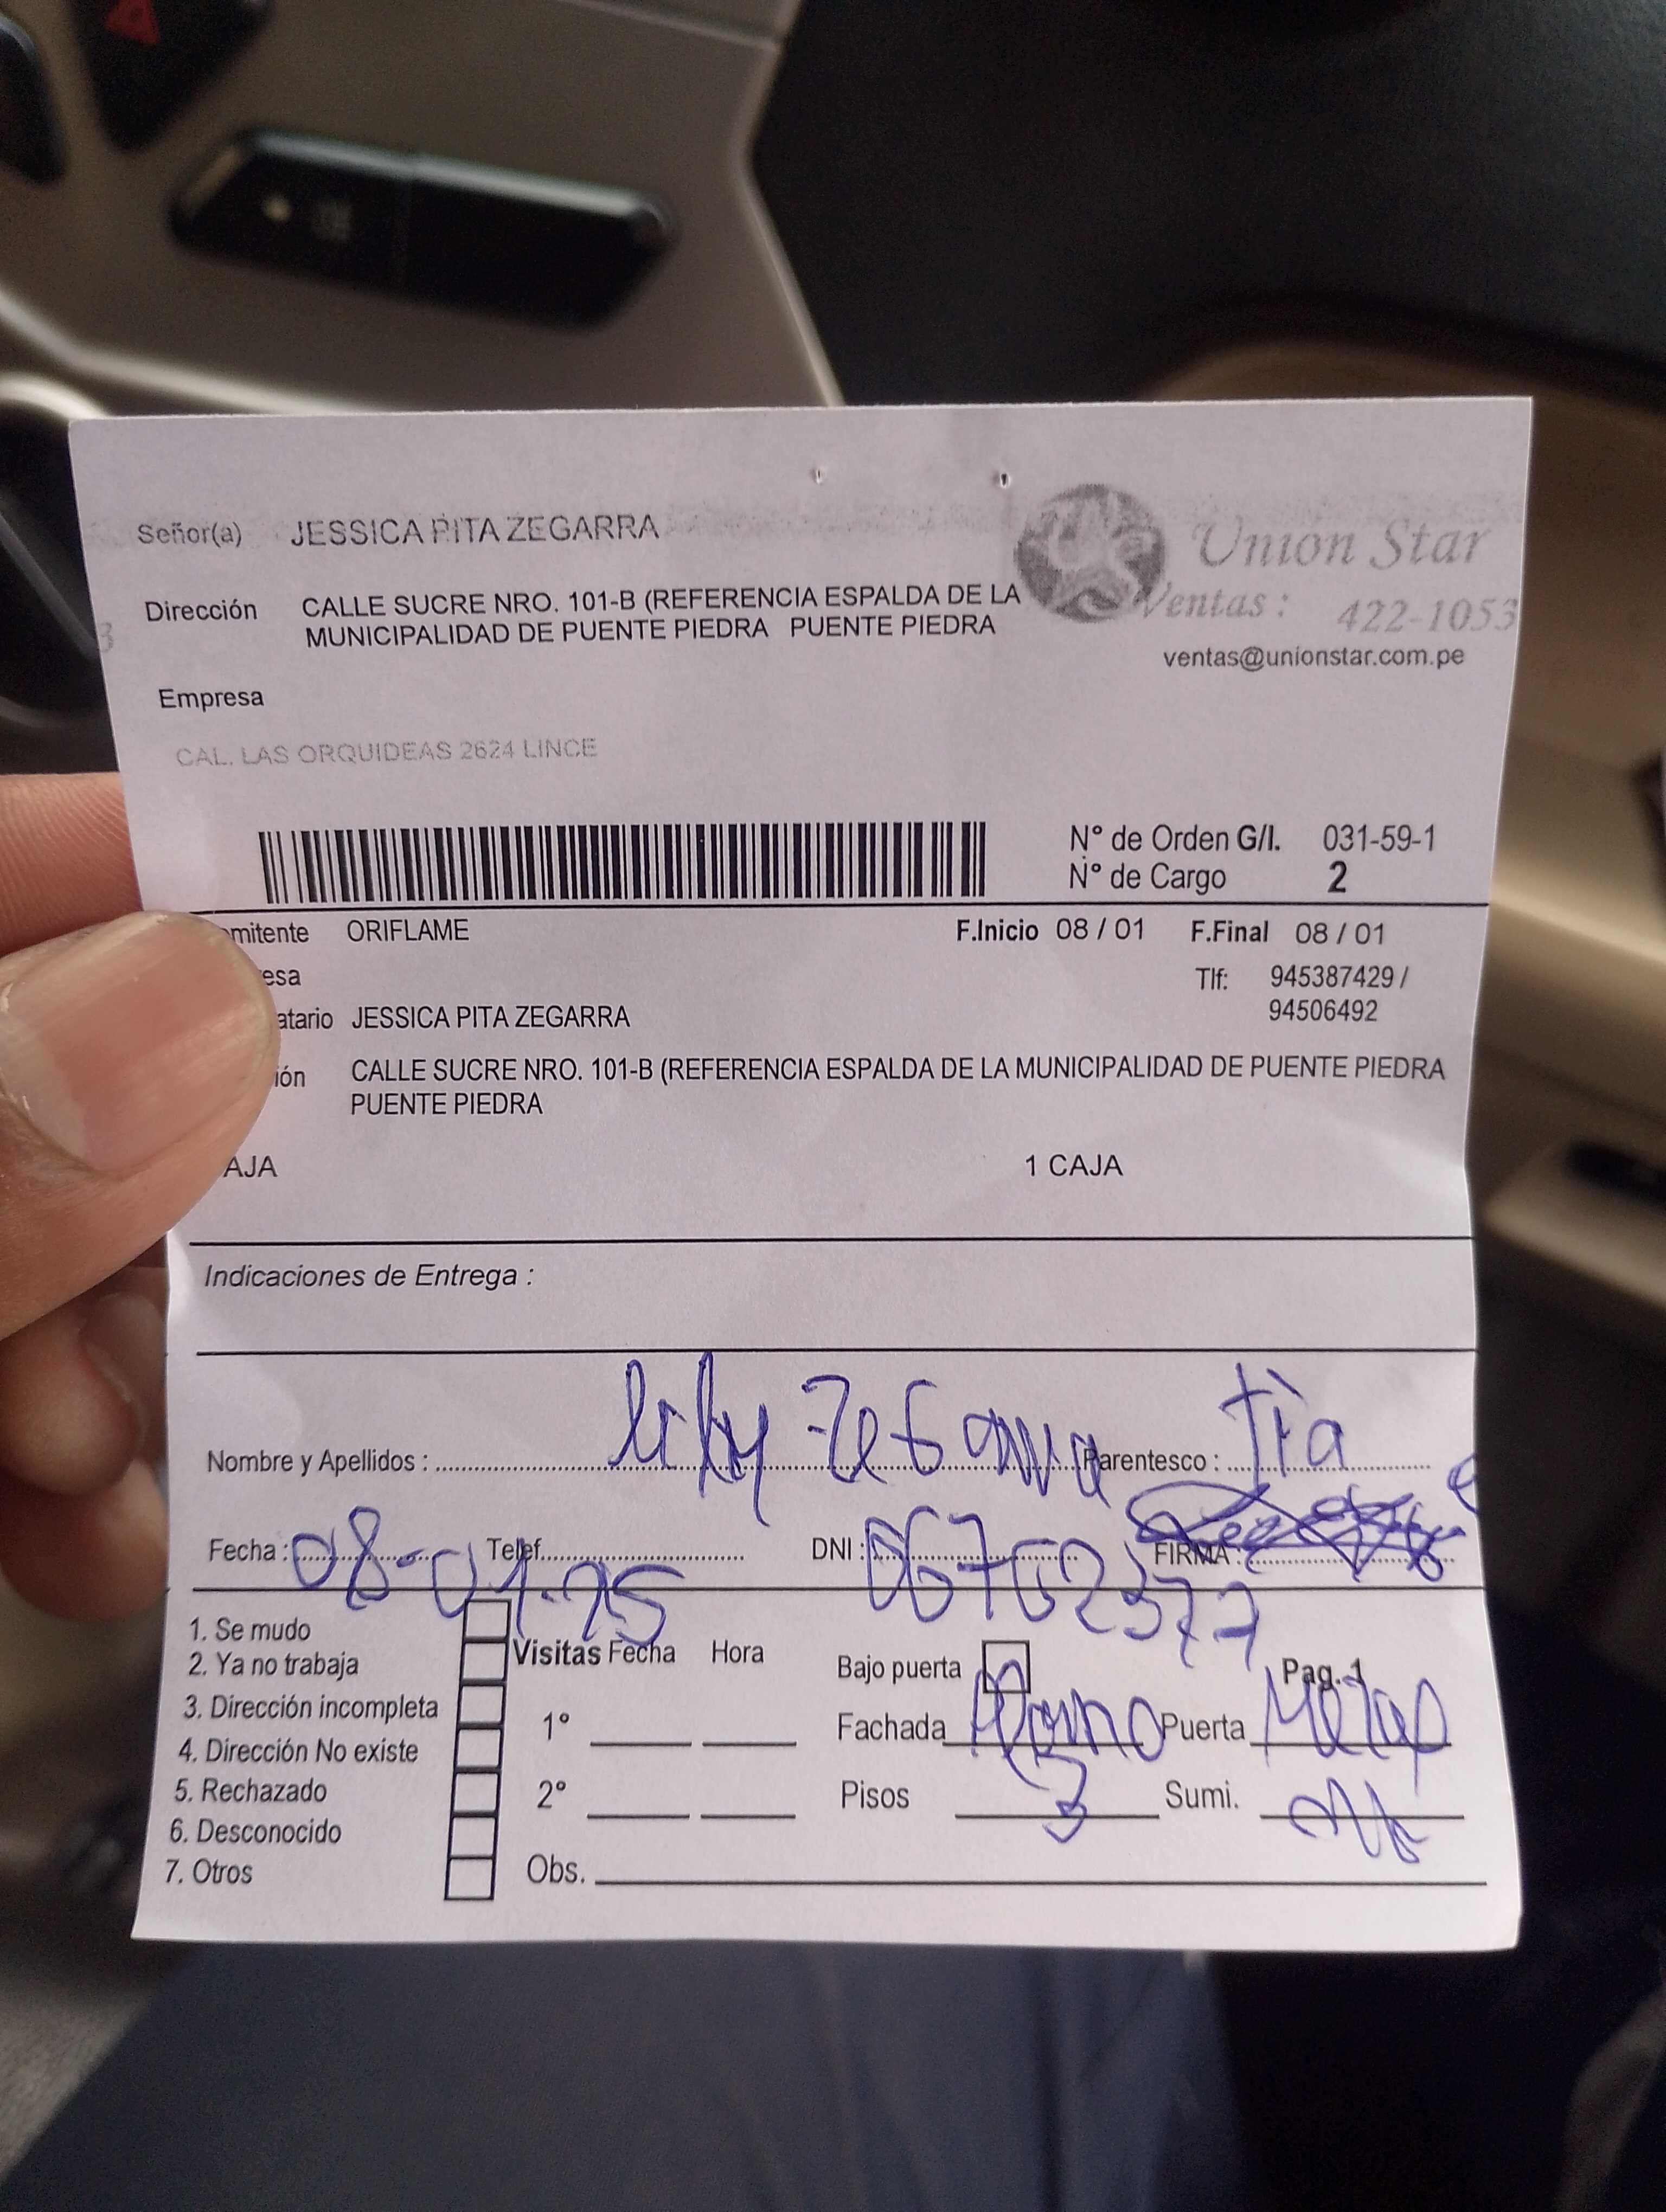 Señor(a) JESSICA PITA ZEGARRA
Union Star
Dirección CALLE SUCRE NRO. 101-B (REFERENCIA ESPALDA DE LA
MUNICIPALIDAD DE PUENTE PIEDRA PUENTE PIEDRA
Ventas : 422-1053
ventas@unionstar.com.pe
Empresa
CAL. LAS ORQUIDEAS 2624 LINCE
N° de Orden G/I. 031-59-1
N° de Cargo 2
mitente ORIFLAME F.Inicio 08 / 01 F.Final 08 / 01
esa Tlf: 945387429 /
94506492
atario JESSICA PITA ZEGARRA
ión CALLE SUCRE NRO. 101-B (REFERENCIA ESPALDA DE LA MUNICIPALIDAD DE PUENTE PIEDRA
PUENTE PIEDRA
AJA 1 CAJA
Indicaciones de Entrega :
Nombre y Apellidos : Zegarra Parentesco : tía
Fecha : 08-01-25 Telef. DNI : FIRMA :
1. Se mudo
2. Ya no trabaja
3. Dirección incompleta
4. Dirección No existe
5. Rechazado
6. Desconocido
7. Otros
Visitas Fecha Hora
1°
2°
Obs.
Bajo puerta Pag. 1
Fachada Puerta Metal
Pisos 3 Sumi.